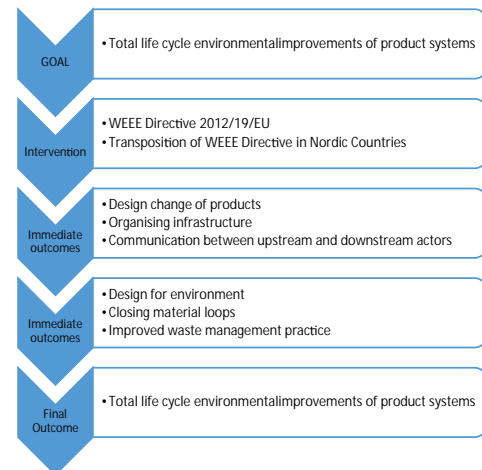 GOAL
• Total life cycle environmentalimprovements of product systems
Intervention
• WEEE Directive 2012/19/EU
• Transposition of WEEE Directive in Nordic Countries
Immediate
outcomes
• Design change of products
• Organising infrastructure
• Communication between upstream and downstream actors
Immediate
outcomes
• Design for environment
• Closing material loops
• Improved waste management practice
Final
Outcome
• Total life cycle environmentalimprovements of product systems